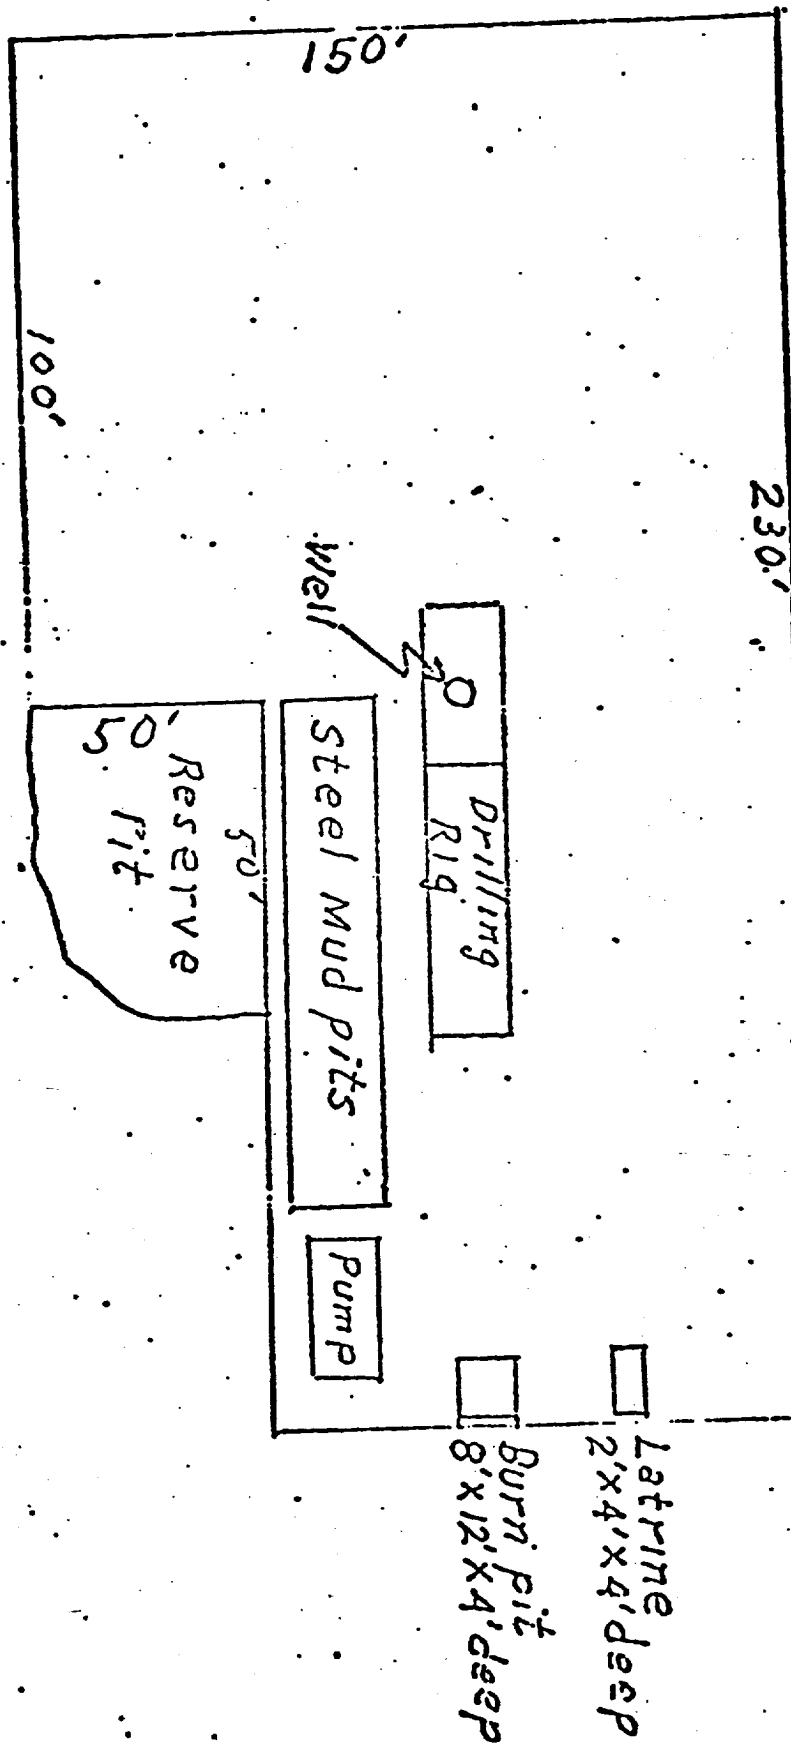 150'
230'
100'
Well
Drilling
Rig
Steel Mud pits
50'
50'
Reserve
Pit
Pump
Latrine
2'x4'x4' deep
Burn pit
8'x12'x4' deep